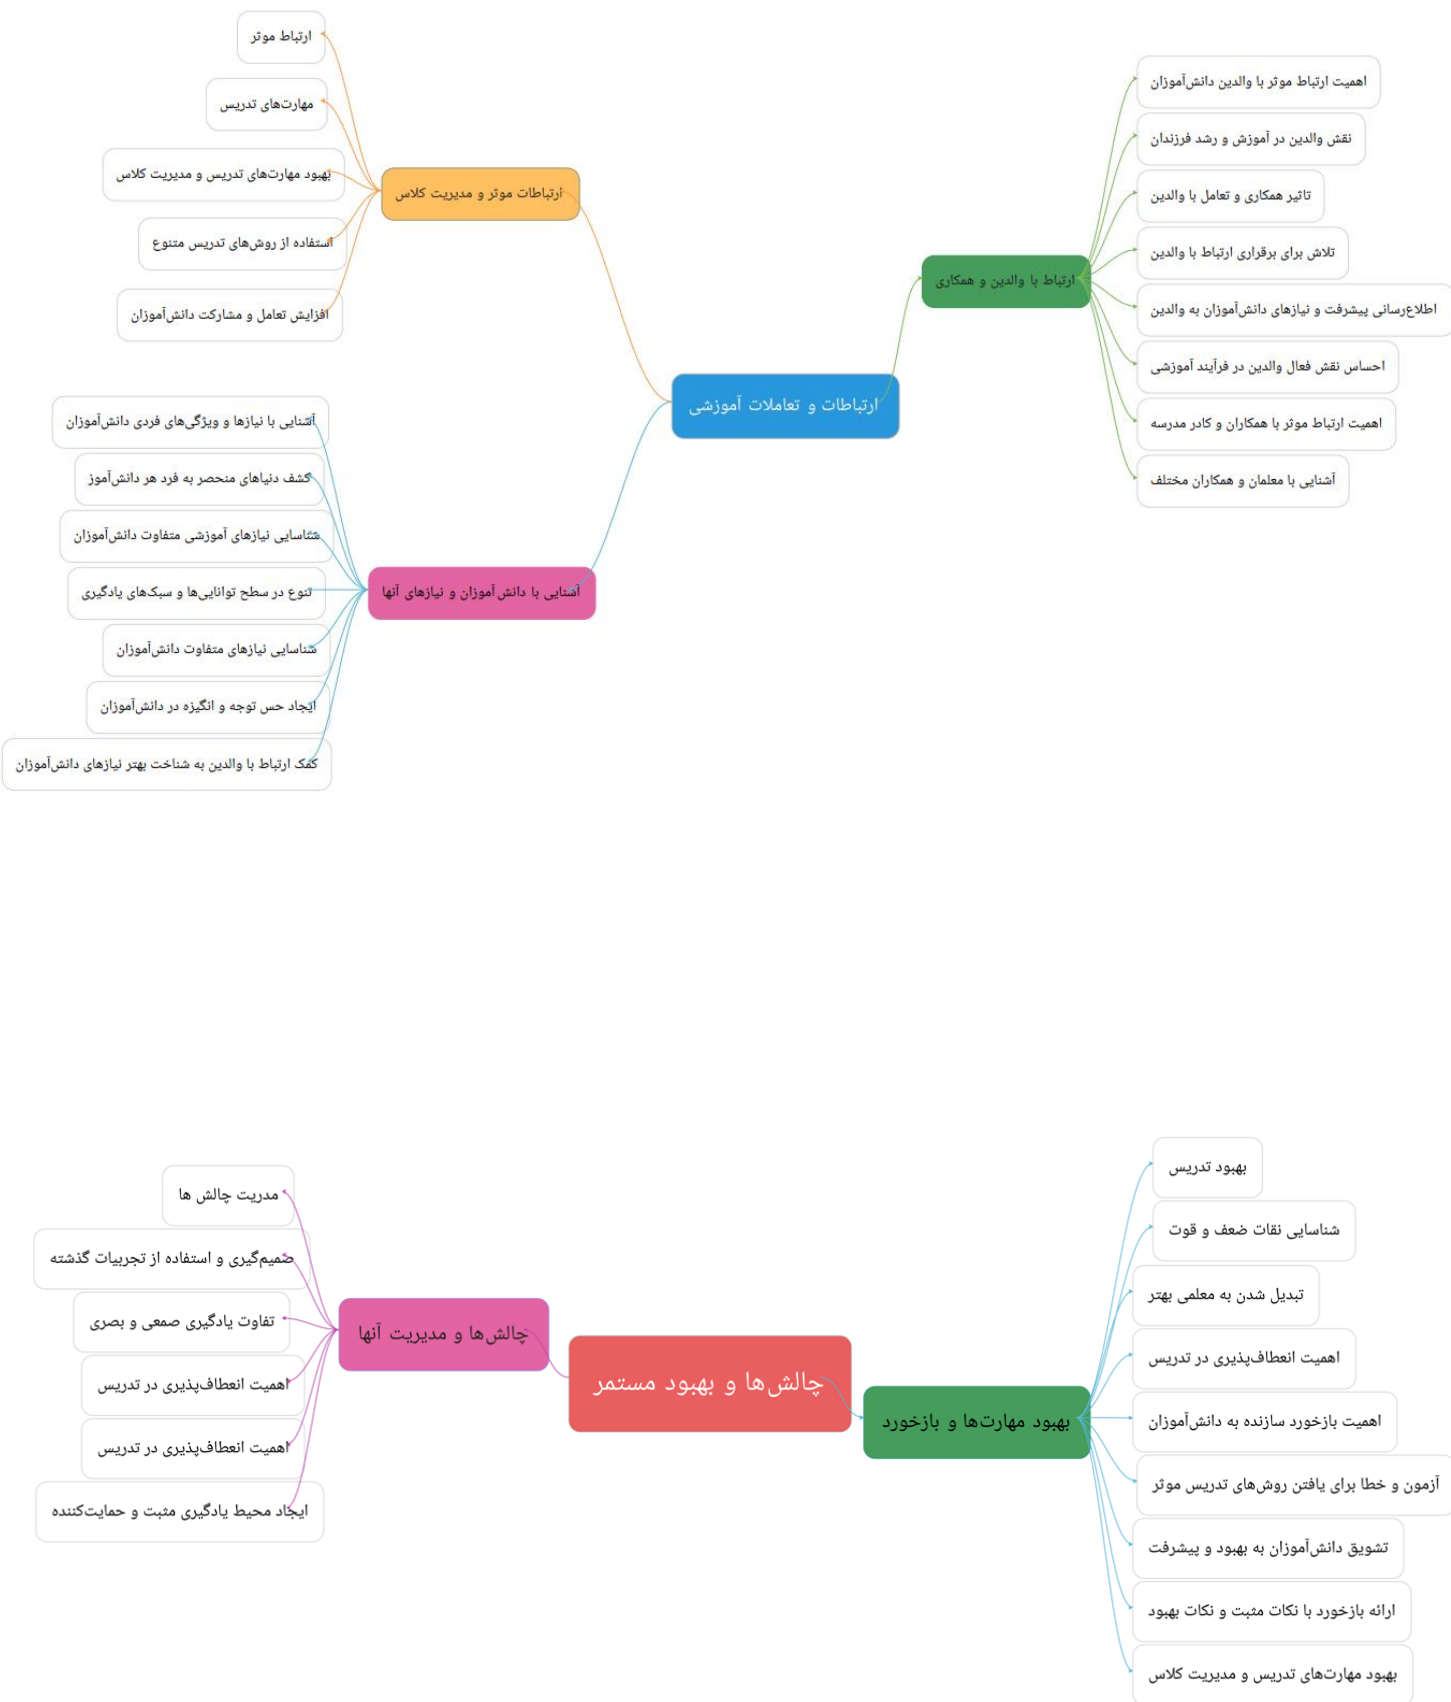 ارتباطات و تعاملات آموزشی
ارتباط با والدین و همکاری
اهمیت ارتباط موثر با والدین دانش‌آموزان
نقش والدین در آموزش و رشد فرزندان
تاثیر همکاری و تعامل با والدین
تلاش برای برقراری ارتباط با والدین
اطلاع‌رسانی پیشرفت و نیازهای دانش‌آموزان به والدین
احساس نقش فعال والدین در فرآیند آموزشی
اهمیت ارتباط موثر با همکاران و کادر مدرسه
آشنایی با معلمان و همکاران مختلف
ارتباطات موثر و مدیریت کلاس
ارتباط موثر
مهارت‌های تدریس
بهبود مهارت‌های تدریس و مدیریت کلاس
استفاده از روش‌های تدریس متنوع
افزایش تعامل و مشارکت دانش‌آموزان
آشنایی با دانش‌آموزان و نیازهای آنها
آشنایی با نیازها و ویژگی‌های فردی دانش‌آموزان
کشف دنیاهای منحصر به فرد هر دانش‌آموز
شناسایی نیازهای آموزشی متفاوت دانش‌آموزان
تنوع در سطح توانایی‌ها و سبک‌های یادگیری
شناسایی نیازهای متفاوت دانش‌آموزان
ایجاد حس توجه و انگیزه در دانش‌آموزان
کمک ارتباط با والدین به شناخت بهتر نیازهای دانش‌آموزان
چالش‌ها و بهبود مستمر
بهبود مهارت‌ها و بازخورد
بهبود تدریس
شناسایی نقات ضعف و قوت
تبدیل شدن به معلمی بهتر
اهمیت انعطاف‌پذیری در تدریس
اهمیت بازخورد سازنده به دانش‌آموزان
آزمون و خطا برای یافتن روش‌های تدریس موثر
تشویق دانش‌آموزان به بهبود و پیشرفت
ارائه بازخورد با نکات مثبت و نکات بهبود
بهبود مهارت‌های تدریس و مدیریت کلاس
چالش‌ها و مدیریت آنها
مدریت چالش ها
ضمیم‌گیری و استفاده از تجربیات گذشته
تفاوت یادگیری صمعی و بصری
اهمیت انعطاف‌پذیری در تدریس
اهمیت انعطاف‌پذیری در تدریس
ایجاد محیط یادگیری مثبت و حمایت‌کننده